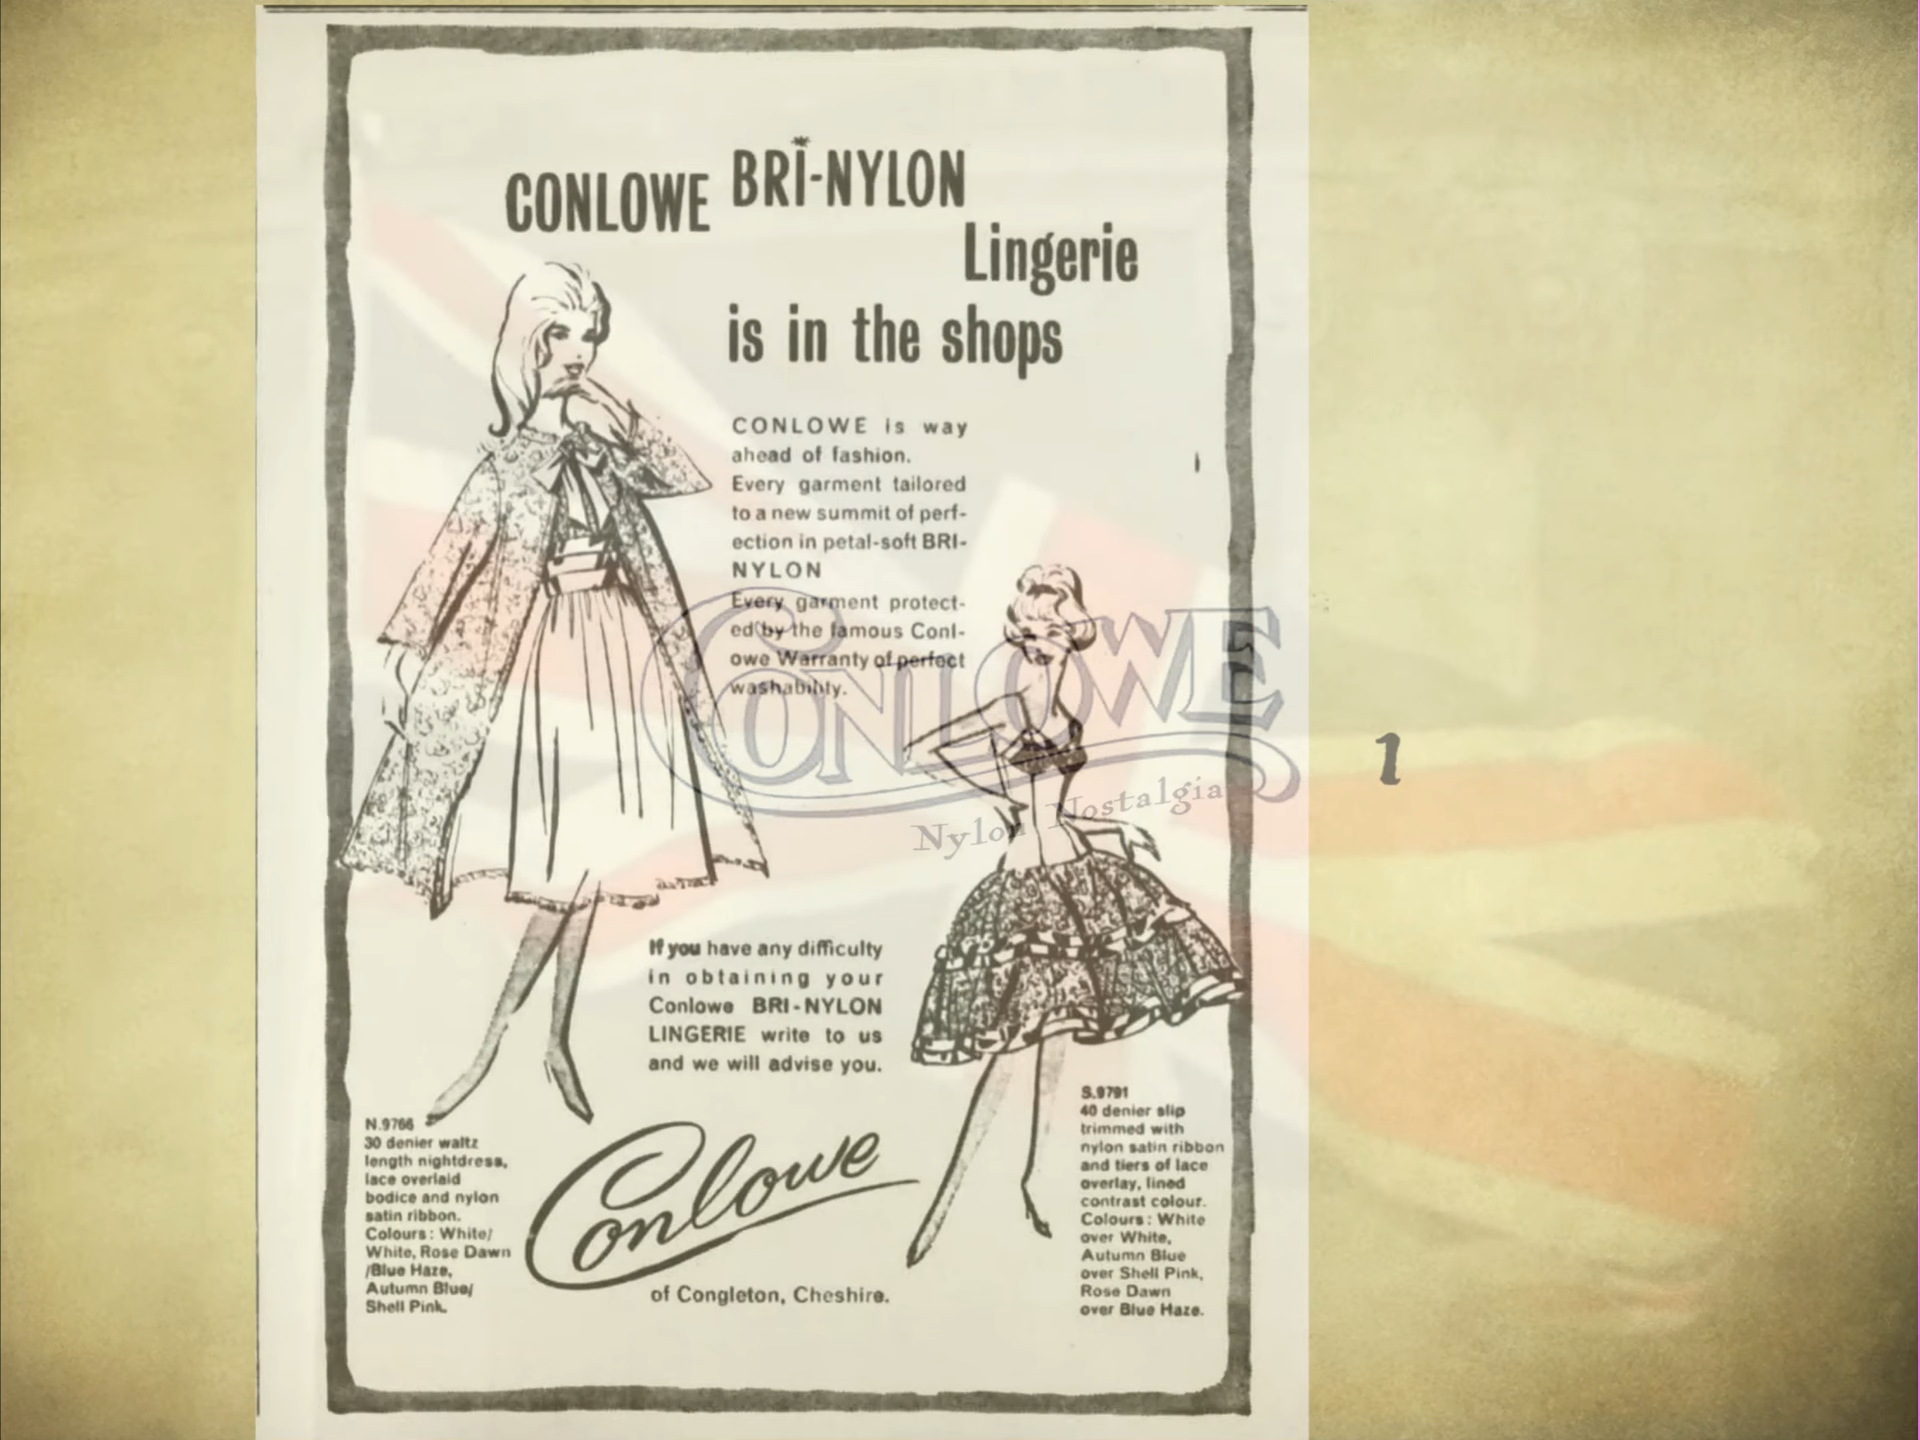 CONLOWE BRI-NYLON
Lingerie
is in the shops
CONLOWE is way
ahead of fashion.
Every garment tailored
to a new summit of perf-
ection in petal-soft BRI-
NYLON
Every garment protect-
ed by the famous Conl-
owe Warranty of perfect
washability.
CONLOWE
Nylon Nostalgia
1
If you have any difficulty
in obtaining your
Conlowe BRI-NYLON
LINGERIE write to us
and we will advise you.
N.9766
30 denier waltz
length nightdress,
lace overlaid
bodice and nylon
satin ribbon.
Colours: White/
White, Rose Dawn
/Blue Haze,
Autumn Blue/
Shell Pink.
Conlowe
of Congleton, Cheshire.
S.9791
40 denier slip
trimmed with
nylon satin ribbon
and tiers of lace
overlay, lined
contrast colour.
Colours: White
over White,
Autumn Blue
over Shell Pink,
Rose Dawn
over Blue Haze.